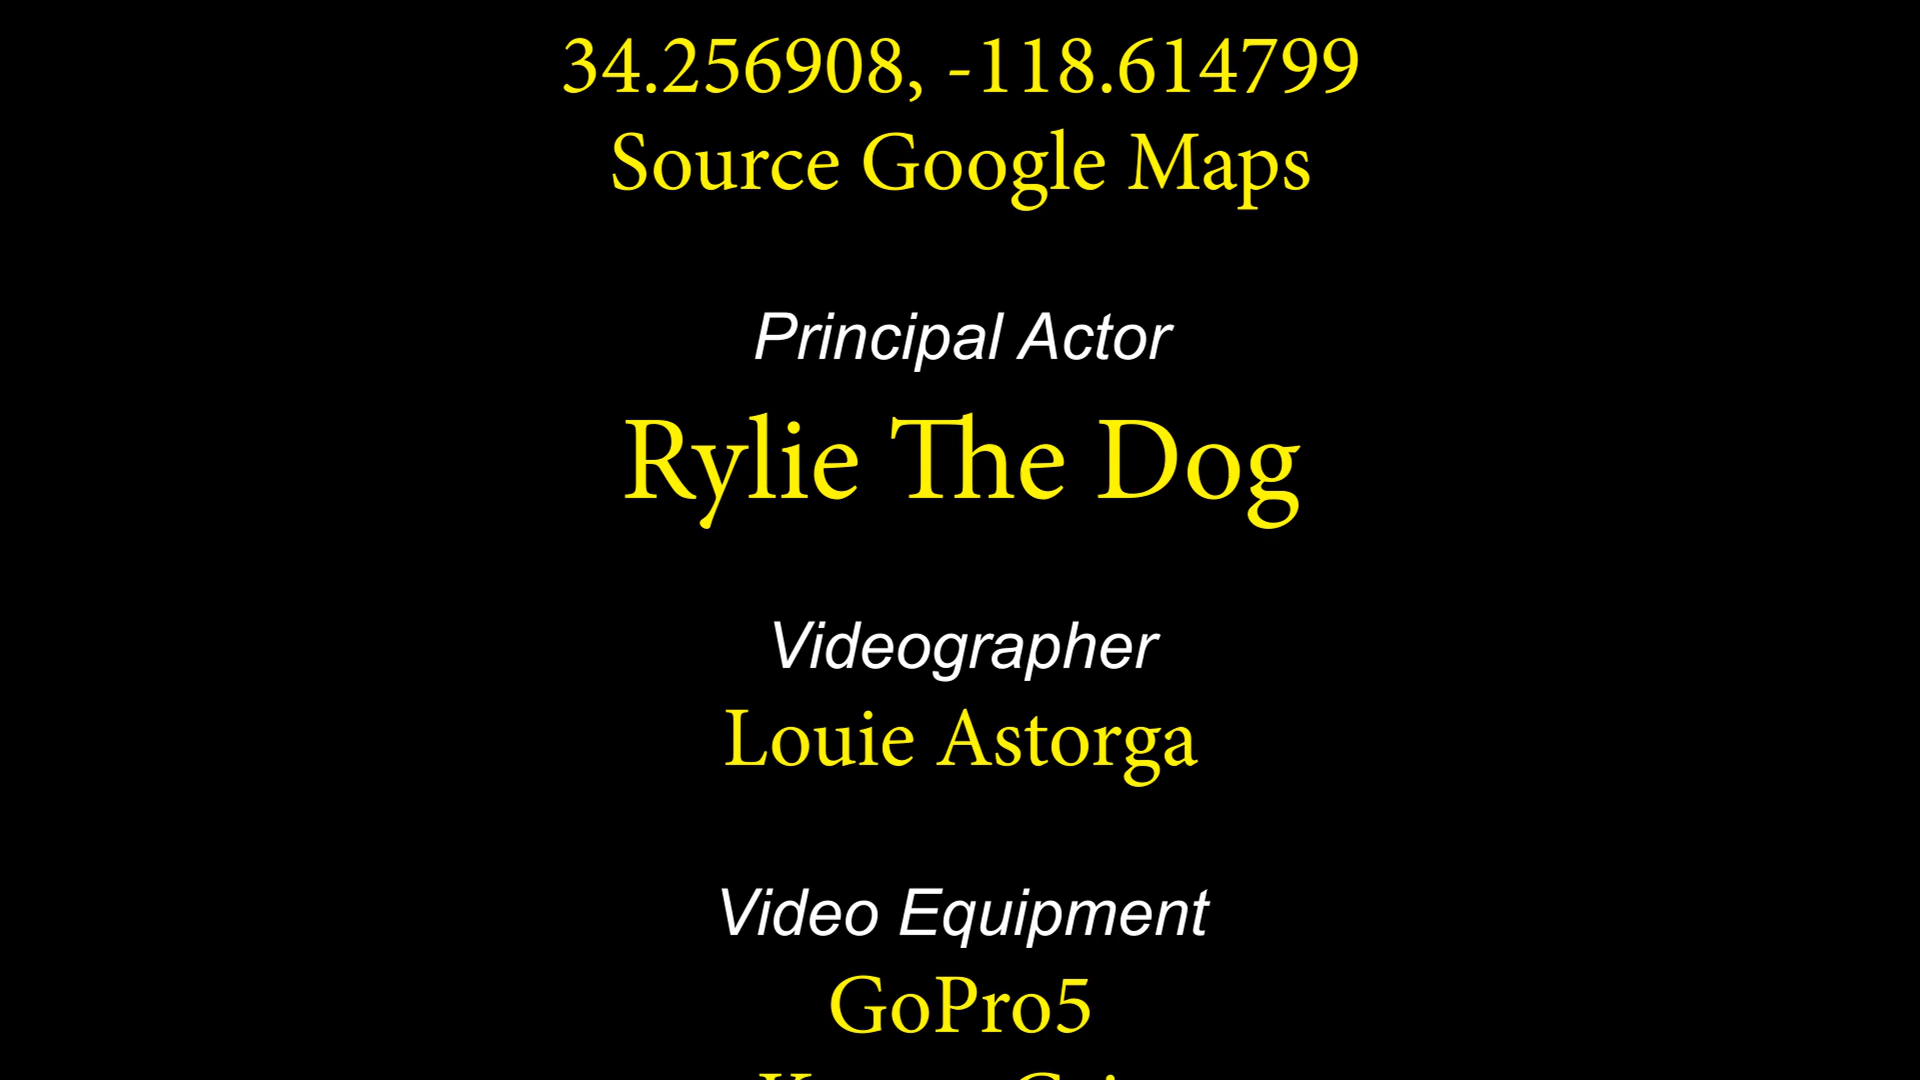 34.256908, -118.614799
Source Google Maps
Principal Actor
Rylie The Dog
Videographer
Louie Astorga
Video Equipment
GoPro5